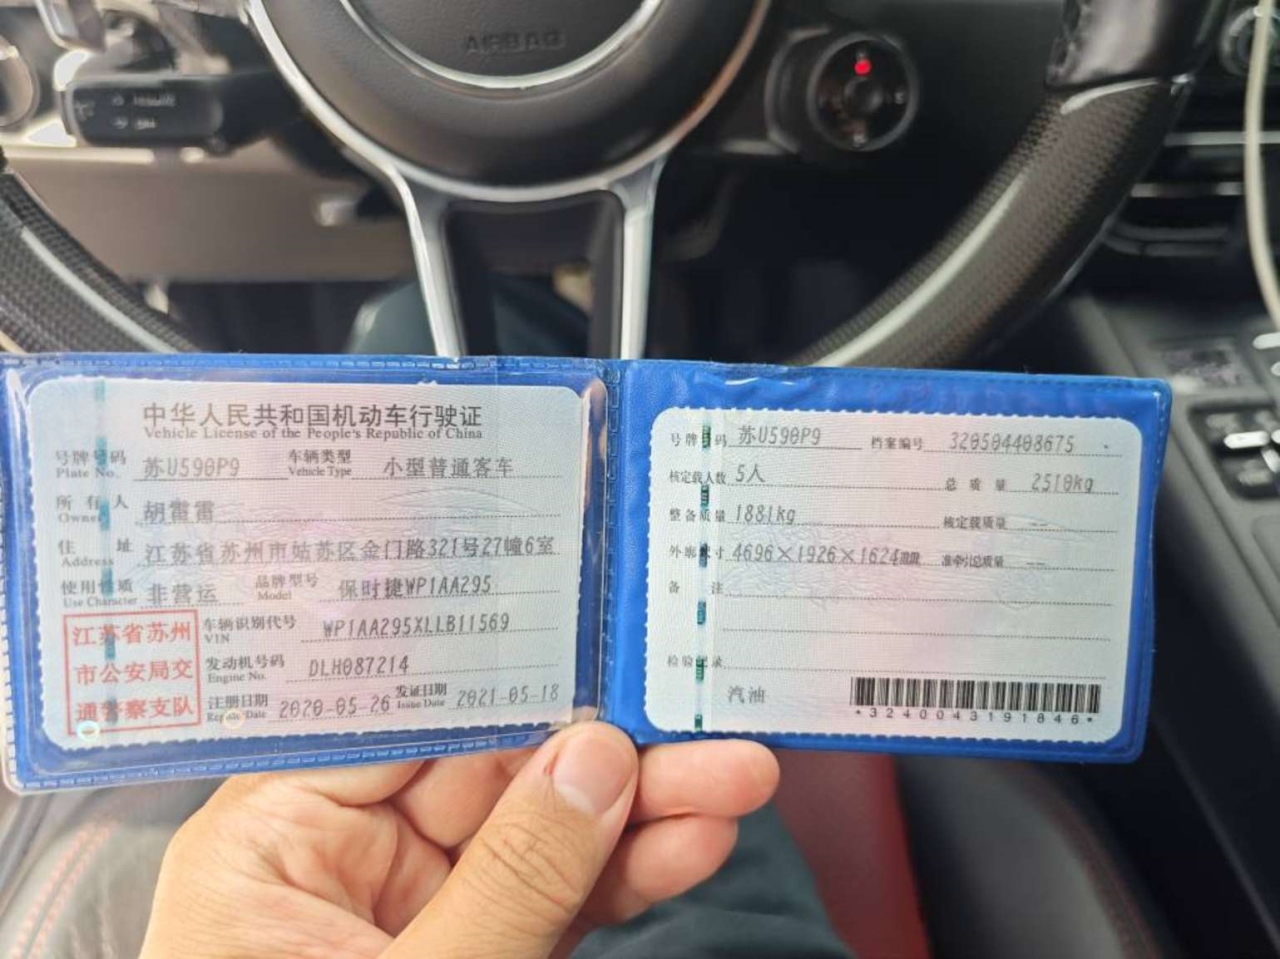 AIRBAG
中华人民共和国机动车行驶证
Vehicle License of the People's Republic of China
号牌号码 苏U590P9 车辆类型 小型普通客车
Plate No. Vehicle Type
所有人 胡雷雷
Owner
住址 江苏省苏州市姑苏区金门路321号27幢6室
Address
使用性质 非营运 品牌型号 保时捷WP1AA295
Use Character Model
江苏省苏州
市公安局交
通警察支队
车辆识别代号 WP1AA295XLLB11569
VIN
发动机号码 DLH087214
Engine No.
注册日期 2020-05-26 发证日期 2021-05-18
Register Date Issue Date
号牌号码 苏U590P9 档案编号 320504408675
核定载人数 5人 总质量 2510kg
整备质量 1881kg 核定载质量 --
外廓尺寸 4696×1926×1624mm 准牵引总质量 --
备注
检验记录
汽油
*3240043191846*